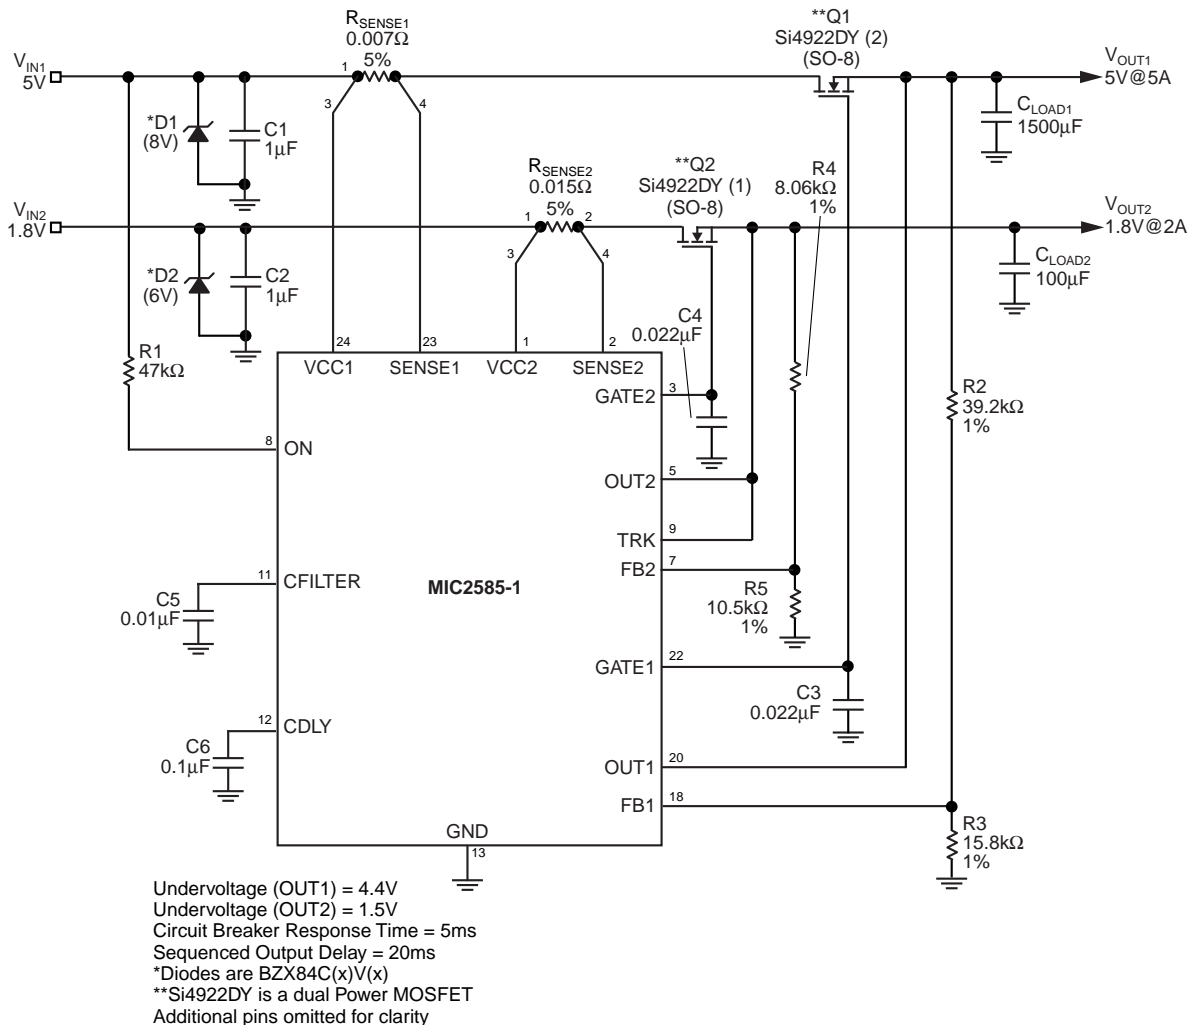 **Q1
Si4922DY (2)
(SO-8)
RSENSE1
0.007Ω
5%
VIN1
5V
1
3
4
VOUT1
5V@5A
*D1
(8V)
C1
1μF
CLOAD1
1500μF
RSENSE2
0.015Ω
5%
**Q2
Si4922DY (1)
(SO-8)
R4
8.06kΩ
1%
VIN2
1.8V
1
2
3
4
VOUT2
1.8V@2A
*D2
(6V)
C2
1μF
CLOAD2
100μF
C4
0.022μF
R1
47kΩ
24
23
1
2
VCC1
SENSE1
VCC2
SENSE2
GATE2
3
R2
39.2kΩ
1%
8
ON
OUT2
5
TRK
9
FB2
7
11
CFILTER
MIC2585-1
C5
0.01μF
R5
10.5kΩ
1%
GATE1
22
C3
0.022μF
12
CDLY
C6
0.1μF
OUT1
20
FB1
18
R3
15.8kΩ
1%
GND
13
Undervoltage (OUT1) = 4.4V
Undervoltage (OUT2) = 1.5V
Circuit Breaker Response Time = 5ms
Sequenced Output Delay = 20ms
*Diodes are BZX84C(x)V(x)
**Si4922DY is a dual Power MOSFET
Additional pins omitted for clarity